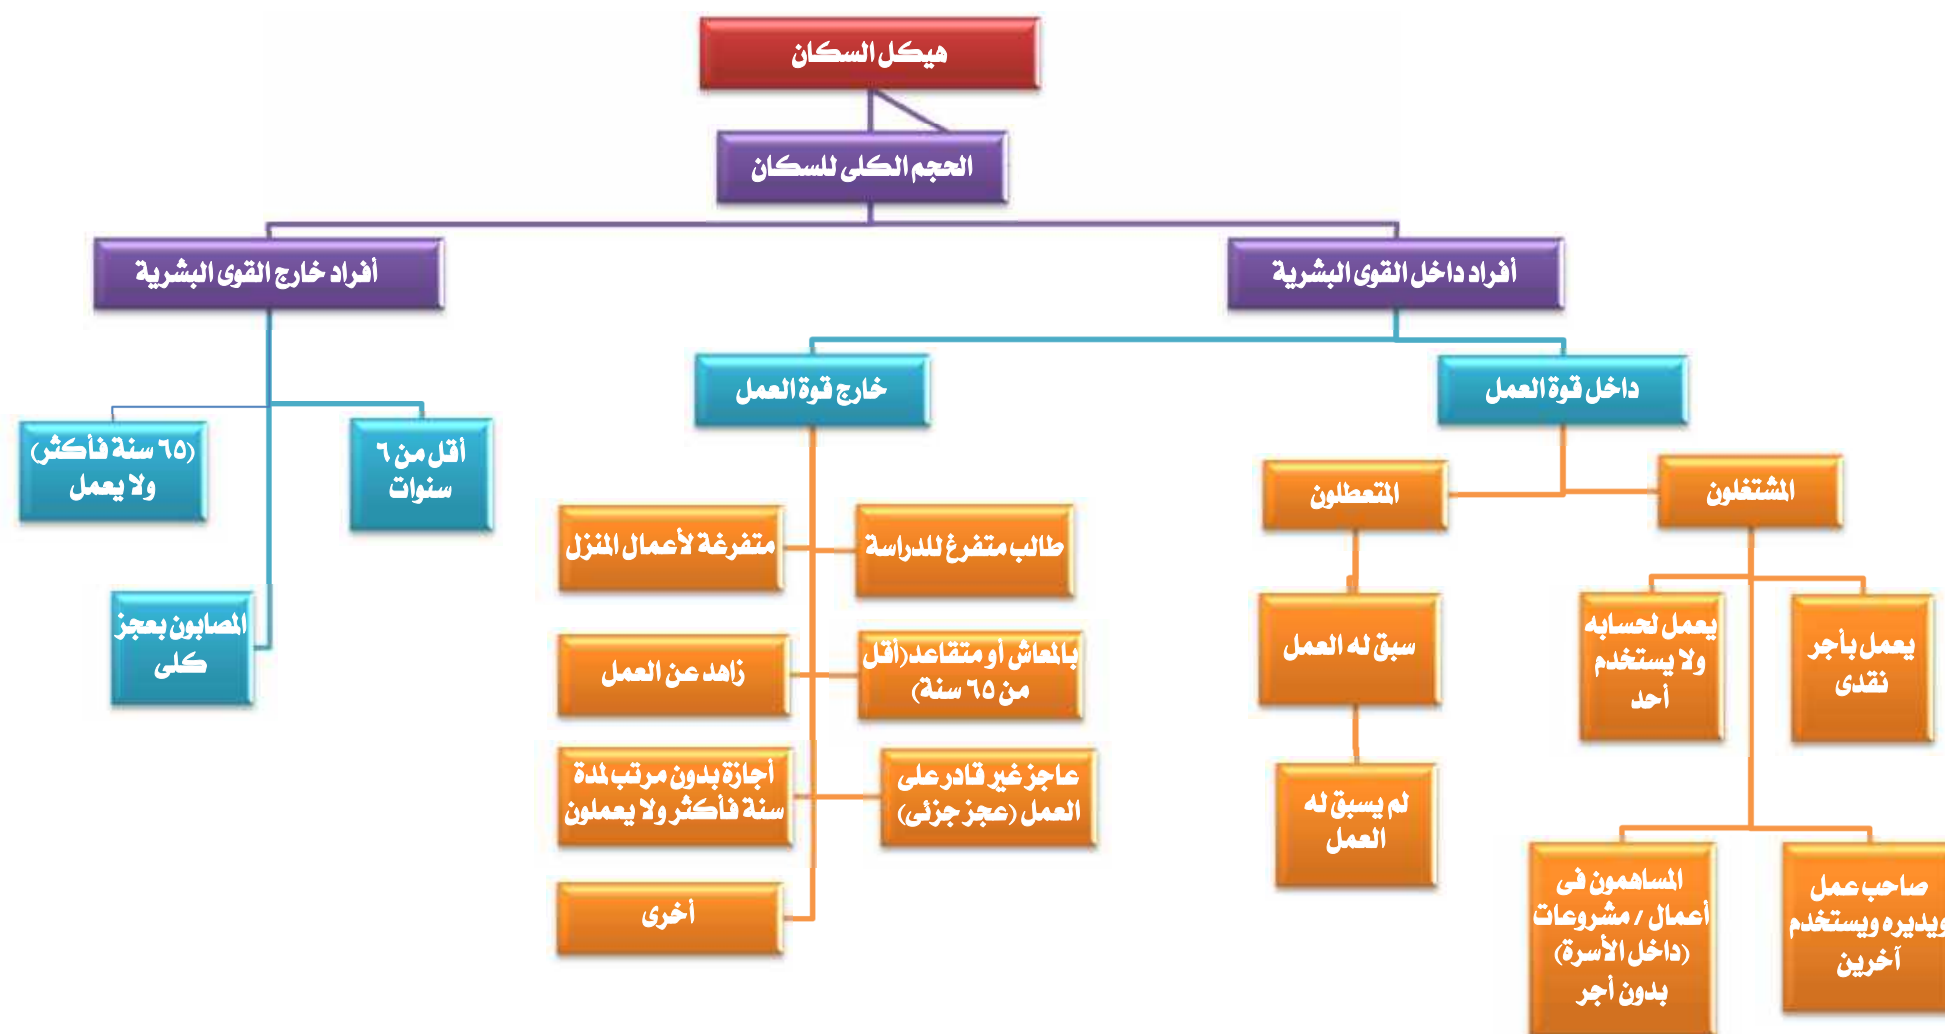 هيكل السكان
الحجم الكلى للسكان
أفراد داخل القوى البشرية
أفراد خارج القوى البشرية
داخل قوة العمل
خارج قوة العمل
أقل من ٦
سنوات
(٦٥ سنة فأكثر)
ولا يعمل
المصابون بعجز
كلى
المشتغلون
المتعطلون
يعمل بأجر
نقدى
يعمل لحسابه
ولا يستخدم
أحد
صاحب عمل
ويديره ويستخدم
آخرين
المساهمون فى
أعمال / مشروعات
(داخل الأسرة)
بدون أجر
سبق له العمل
لم يسبق له
العمل
طالب متفرغ للدراسة
متفرغة لأعمال المنزل
بالمعاش أو متقاعد(أقل
من ٦٥ سنة)
زاهد عن العمل
عاجز غير قادر على
العمل (عجز جزئى)
أجازة بدون مرتب لمدة
سنة فأكثر ولا يعملون
أخرى